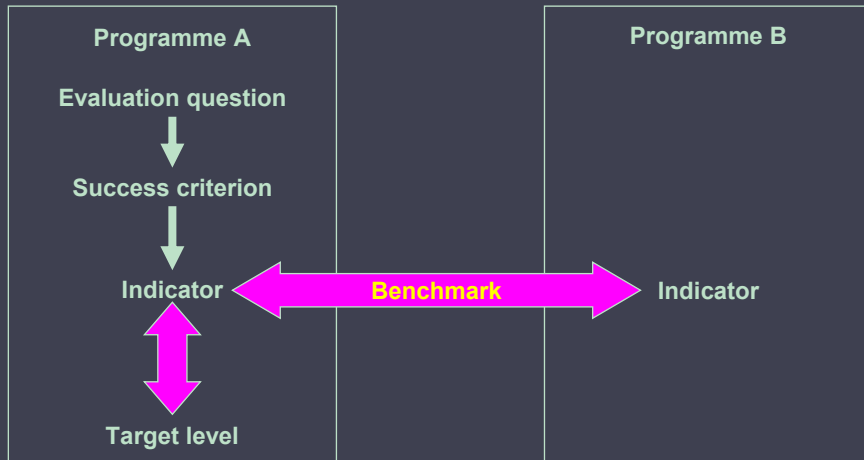 Programme A
Programme B
Evaluation question
Success criterion
Indicator
Benchmark
Indicator
Target level